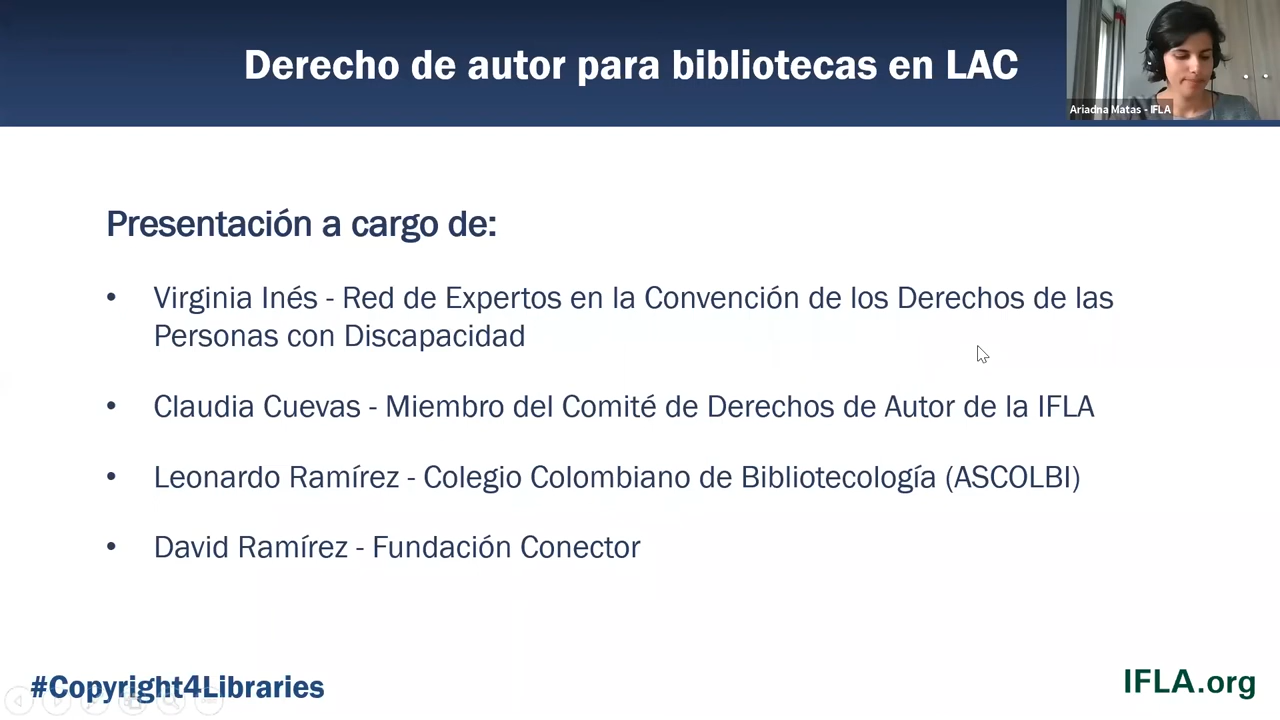 Derecho de autor para bibliotecas en LAC
Ariadna Matas - IFLA
Presentación a cargo de:
• Virginia Inés - Red de Expertos en la Convención de los Derechos de las
Personas con Discapacidad
• Claudia Cuevas - Miembro del Comité de Derechos de Autor de la IFLA
• Leonardo Ramírez - Colegio Colombiano de Bibliotecología (ASCOLBI)
• David Ramírez - Fundación Conector
#Copyright4Libraries
IFLA.org